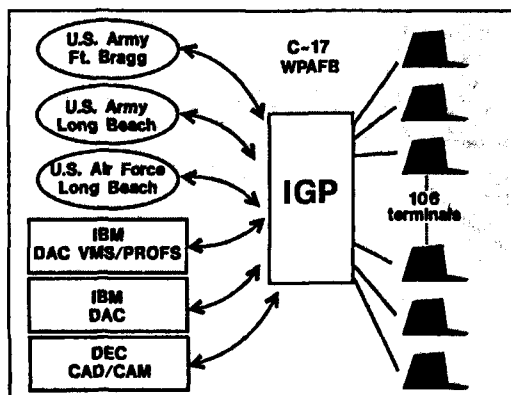 U.S. Army
Ft. Bragg
U.S. Army
Long Beach
U.S. Air Force
Long Beach
IBM
DAC VMS/PROFS
IBM
DAC
DEC
CAD/CAM
C-17
WPAFB
IGP
106
terminals